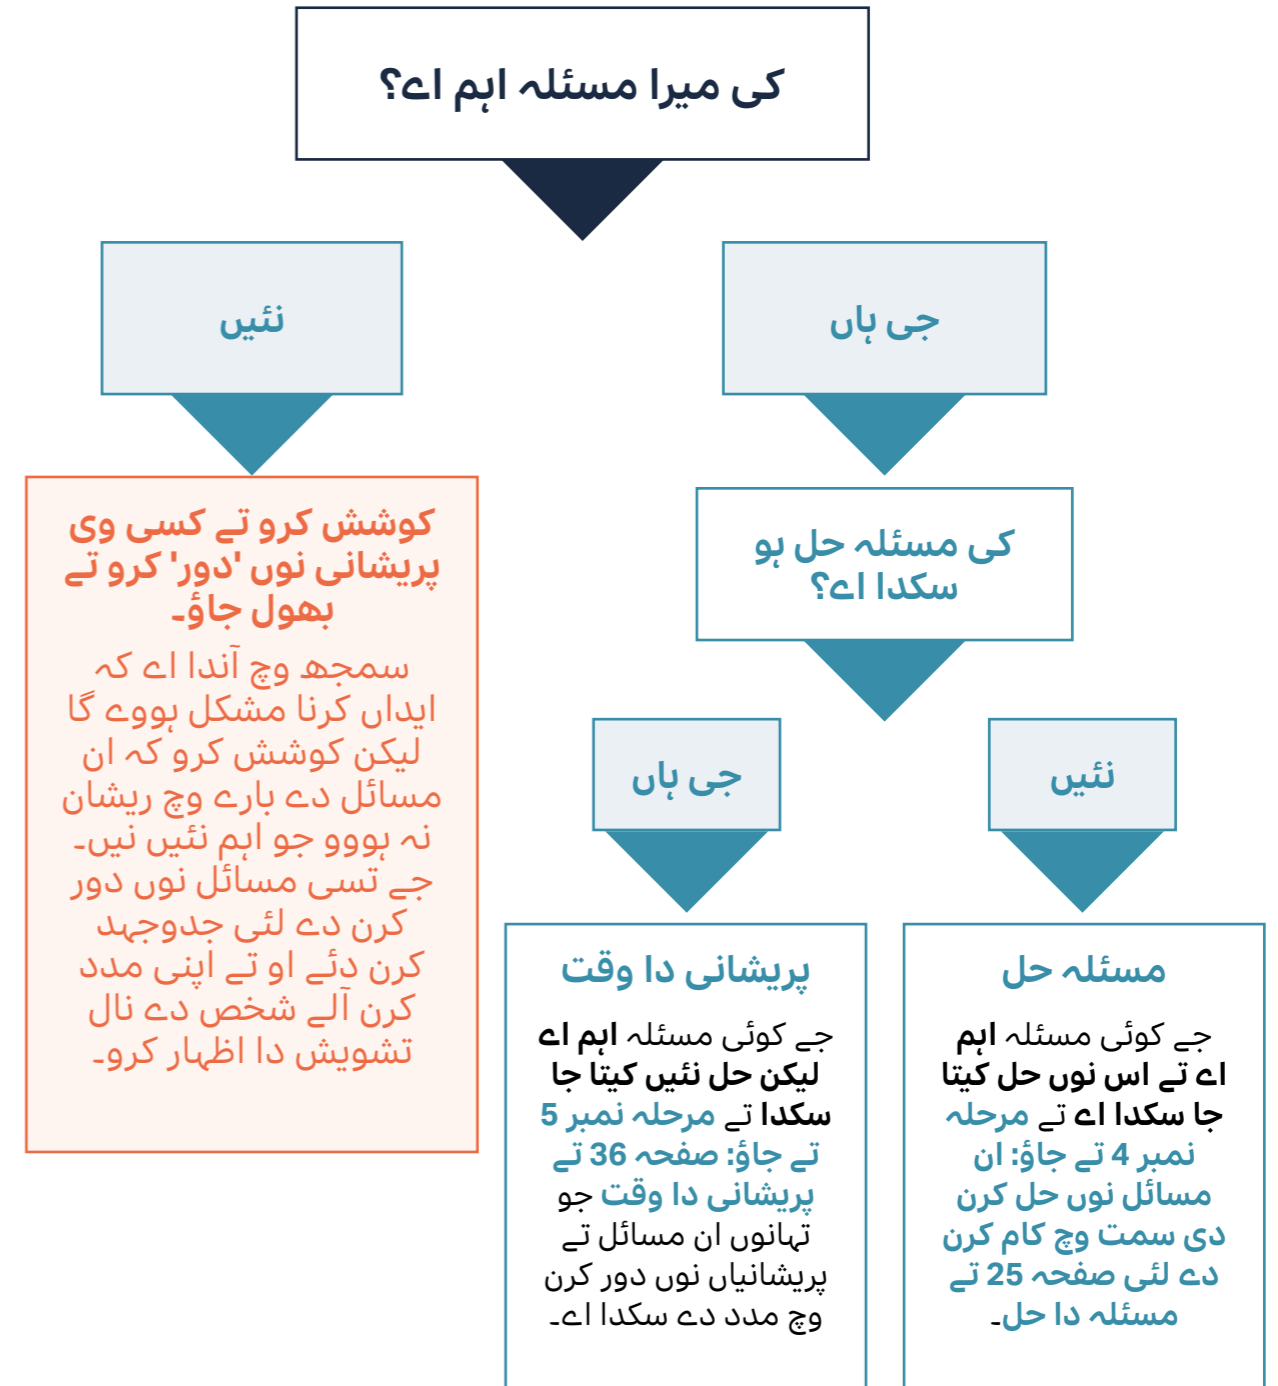 کی میرا مسئلہ اہم اے؟
جی ہاں
نئیں
کوشش کرو تے کسی وی
پریشانی نوں 'دور' کرو تے
بھول جاؤ۔
سمجھ وچ آندا اے کہ
ایداں کرنا مشکل ہووے گا
لیکن کوشش کرو کہ ان
مسائل دے بارے وچ ریشان
نہ ہووو جو اہم نئیں نیں۔
جے تسی مسائل نوں دور
کرن دے لئی جدوجہد
کرن دئے او تے اپنی مدد
کرن آلے شخص دے نال
تشویش دا اظہار کرو۔
کی مسئلہ حل ہو
سکدا اے؟
نئیں
جی ہاں
مسئلہ حل
جے کوئی مسئلہ اہم
اے تے اس نوں حل کیتا
جا سکدا اے تے مرحلہ
نمبر 4 تے جاؤ: ان
مسائل نوں حل کرن
دی سمت وچ کام کرن
دے لئی صفحہ 25 تے
مسئلہ دا حل۔
پریشانی دا وقت
جے کوئی مسئلہ اہم اے
لیکن حل نئیں کیتا جا
سکدا تے مرحلہ نمبر 5
تے جاؤ: صفحہ 36 تے
پریشانی دا وقت جو
تہانوں ان مسائل تے
پریشانیاں نوں دور کرن
وچ مدد دے سکدا اے۔